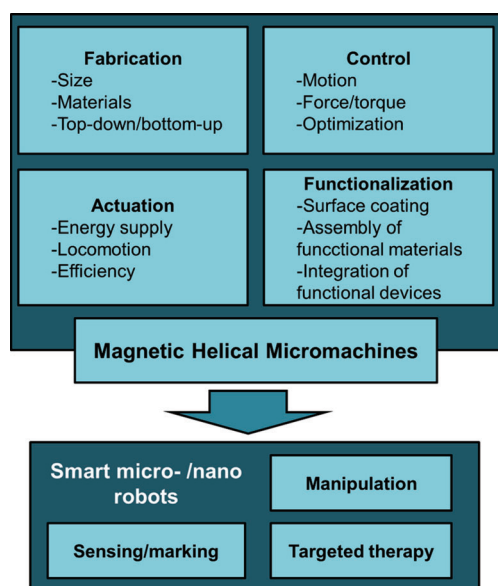 Fabrication
-Size
-Materials
-Top-down/bottom-up
Control
-Motion
-Force/torque
-Optimization
Actuation
-Energy supply
-Locomotion
-Efficiency
Functionalization
-Surface coating
-Assembly of
funcctional materials
-Integration of
functional devices
Magnetic Helical Micromachines
Smart micro- /nano
robots
Manipulation
Sensing/marking
Targeted therapy